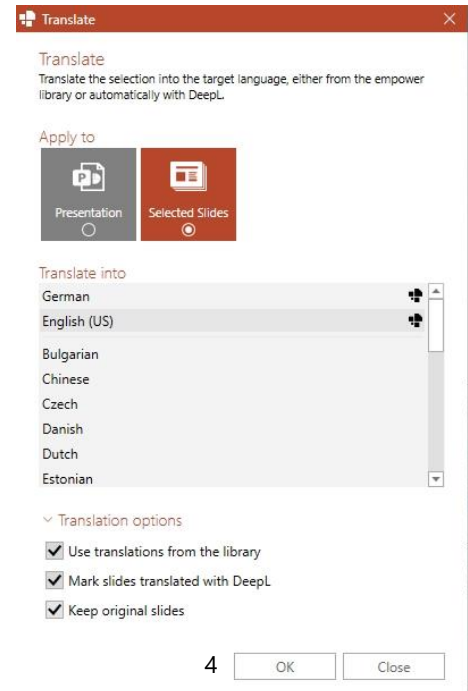 Translate
Translate
Translate the selection into the target language, either from the empower
library or automatically with DeepL.
Apply to
Presentation
Selected Slides
Translate into
German
English (US)
Bulgarian
Chinese
Czech
Danish
Dutch
Estonian
Translation options
Use translations from the library
Mark slides translated with DeepL
Keep original slides
4 OK Close